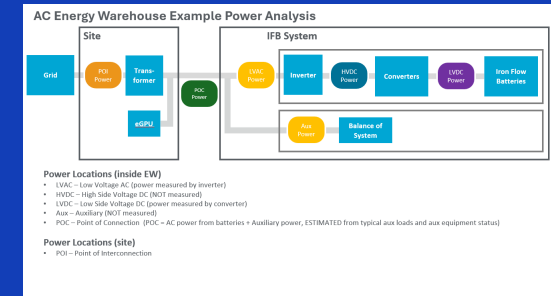 AC Energy Warehouse Example Power Analysis
Site
IFB System
Grid
POI
Power
Trans-
former
eGPU
POC
Power
LVAC
Power
Inverter
HVDC
Power
Converters
LVDC
Power
Iron Flow
Batteries
Aux
Power
Balance of
System
Power Locations (inside EW)
• LVAC – Low Voltage AC (power measured by inverter)
• HVDC – High Side Voltage DC (NOT measured)
• LVDC – Low Side Voltage DC (power measured by converter)
• Aux – Auxiliary (NOT measured)
• POC – Point of Connection (POC = AC power from batteries + Auxiliary power, ESTIMATED from typical aux loads and aux equipment status)
Power Locations (site)
• POI – Point of Interconnection